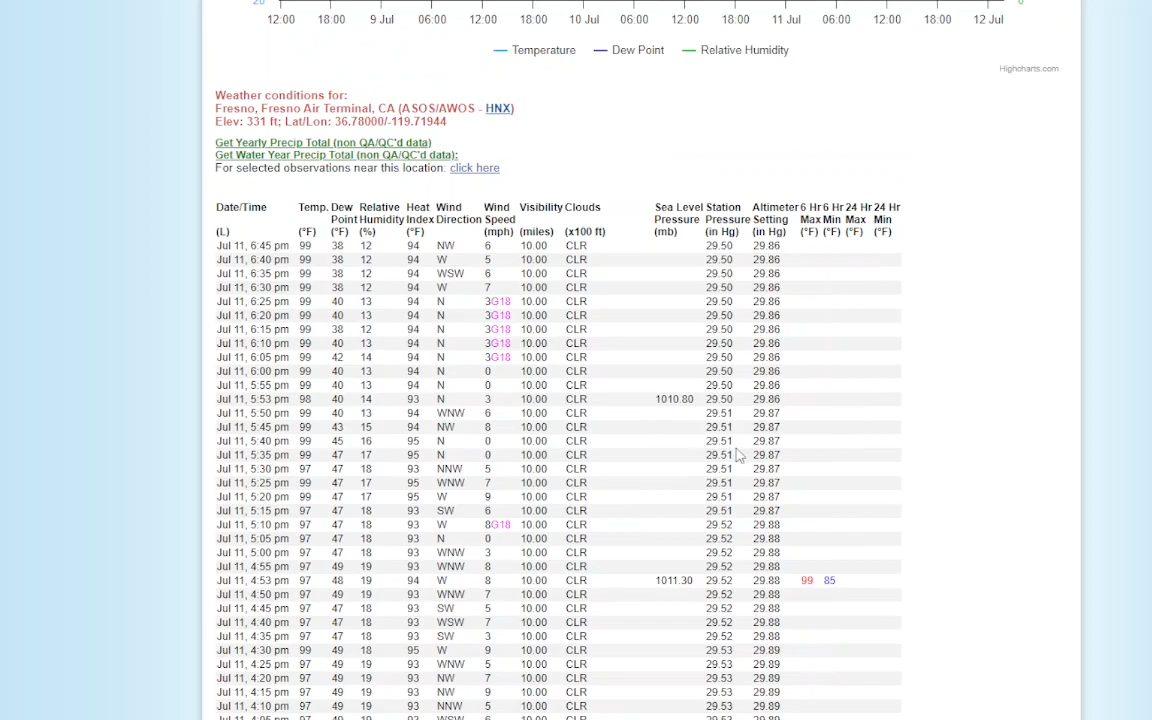 20 0
12:00 18:00 9 Jul 06:00 12:00 18:00 10 Jul 06:00 12:00 18:00 11 Jul 06:00 12:00 18:00 12 Jul
Temperature Dew Point Relative Humidity
Highcharts.com
Weather conditions for:
Fresno, Fresno Air Terminal, CA (ASOS/AWOS - HNX)
Elev: 331 ft; Lat/Lon: 36.78000/-119.71944
Get Yearly Precip Total (non QA/QC'd data)
Get Water Year Precip Total (non QA/QC'd data):
For selected observations near this location: click here
Date/Time Temp. Dew Relative Heat Wind Wind Visibility Clouds Sea Level Station Altimeter 6 Hr 6 Hr 24 Hr 24 Hr
Point Humidity Index Direction Speed Pressure Pressure Setting Max Min Max Min
(L) (°F) (°F) (%) (°F) (mph) (miles) (x100 ft) (mb) (in Hg) (in Hg) (°F) (°F) (°F) (°F)
Jul 11, 6:45 pm 99 38 12 94 NW 6 10.00 CLR 29.50 29.86
Jul 11, 6:40 pm 99 38 12 94 W 5 10.00 CLR 29.50 29.86
Jul 11, 6:35 pm 99 38 12 94 WSW 6 10.00 CLR 29.50 29.86
Jul 11, 6:30 pm 99 38 12 94 W 7 10.00 CLR 29.50 29.86
Jul 11, 6:25 pm 99 40 13 94 N 3G18 10.00 CLR 29.50 29.86
Jul 11, 6:20 pm 99 40 13 94 N 3G18 10.00 CLR 29.50 29.86
Jul 11, 6:15 pm 99 38 12 94 N 3G18 10.00 CLR 29.50 29.86
Jul 11, 6:10 pm 99 40 13 94 N 3G18 10.00 CLR 29.50 29.86
Jul 11, 6:05 pm 99 42 14 94 N 3G18 10.00 CLR 29.50 29.86
Jul 11, 6:00 pm 99 40 13 94 N 0 10.00 CLR 29.50 29.86
Jul 11, 5:55 pm 99 40 13 94 N 0 10.00 CLR 29.50 29.86
Jul 11, 5:53 pm 98 40 14 93 N 3 10.00 CLR 1010.80 29.50 29.86
Jul 11, 5:50 pm 99 40 13 94 WNW 6 10.00 CLR 29.51 29.87
Jul 11, 5:45 pm 99 43 15 94 NW 8 10.00 CLR 29.51 29.87
Jul 11, 5:40 pm 99 45 16 95 N 0 10.00 CLR 29.51 29.87
Jul 11, 5:35 pm 99 47 17 95 N 0 10.00 CLR 29.51 29.87
Jul 11, 5:30 pm 97 47 18 93 NNW 5 10.00 CLR 29.51 29.87
Jul 11, 5:25 pm 99 47 17 95 WNW 7 10.00 CLR 29.51 29.87
Jul 11, 5:20 pm 99 47 17 95 W 9 10.00 CLR 29.51 29.87
Jul 11, 5:15 pm 97 47 18 93 SW 6 10.00 CLR 29.51 29.87
Jul 11, 5:10 pm 97 47 18 93 W 8G18 10.00 CLR 29.52 29.88
Jul 11, 5:05 pm 97 47 18 93 N 0 10.00 CLR 29.52 29.88
Jul 11, 5:00 pm 97 47 18 93 WNW 3 10.00 CLR 29.52 29.88
Jul 11, 4:55 pm 97 49 19 93 WNW 8 10.00 CLR 29.52 29.88
Jul 11, 4:53 pm 97 48 19 94 W 8 10.00 CLR 1011.30 29.52 29.88 99 85
Jul 11, 4:50 pm 97 49 19 93 WNW 7 10.00 CLR 29.52 29.88
Jul 11, 4:45 pm 97 47 18 93 SW 5 10.00 CLR 29.52 29.88
Jul 11, 4:40 pm 97 47 18 93 WSW 7 10.00 CLR 29.52 29.88
Jul 11, 4:35 pm 97 47 18 93 SW 3 10.00 CLR 29.52 29.88
Jul 11, 4:30 pm 99 49 18 95 W 9 10.00 CLR 29.53 29.89
Jul 11, 4:25 pm 97 49 19 93 WNW 5 10.00 CLR 29.53 29.89
Jul 11, 4:20 pm 97 49 19 93 NW 7 10.00 CLR 29.53 29.89
Jul 11, 4:15 pm 97 49 19 93 NW 9 10.00 CLR 29.53 29.89
Jul 11, 4:10 pm 97 49 19 93 NNW 5 10.00 CLR 29.53 29.89
Jul 11, 4:05 pm 97 49 19 93 WSW 6 10.00 CLR 29.53 29.89